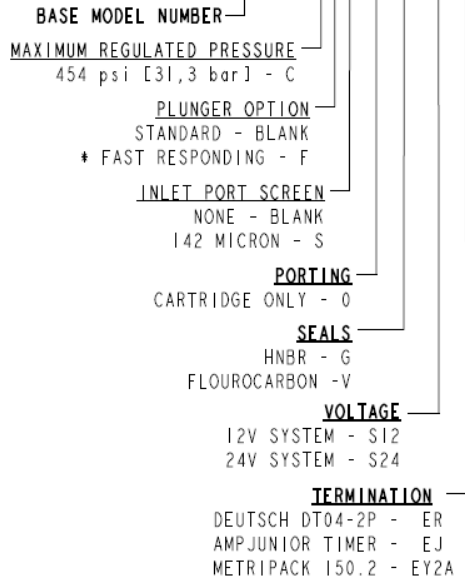 BASE MODEL NUMBER
MAXIMUM REGULATED PRESSURE
454 psi [31,3 bar] - C
PLUNGER OPTION
STANDARD - BLANK
* FAST RESPONDING - F
INLET PORT SCREEN
NONE - BLANK
142 MICRON - S
PORTING
CARTRIDGE ONLY - 0
SEALS
HNBR - G
FLOUROCARBON -V
VOLTAGE
12V SYSTEM - S12
24V SYSTEM - S24
TERMINATION
DEUTSCH DT04-2P - ER
AMPJUNIOR TIMER - EJ
METRIPACK 150.2 - EY2A